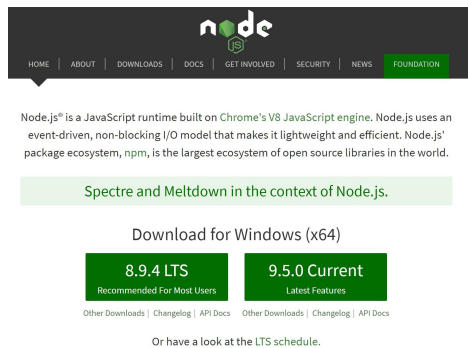 node
JS
HOME | ABOUT | DOWNLOADS | DOCS | GET INVOLVED | SECURITY | NEWS | FOUNDATION
Node.js® is a JavaScript runtime built on Chrome's V8 JavaScript engine. Node.js uses an
event-driven, non-blocking I/O model that makes it lightweight and efficient. Node.js'
package ecosystem, npm, is the largest ecosystem of open source libraries in the world.
Spectre and Meltdown in the context of Node.js.
Download for Windows (x64)
8.9.4 LTS
Recommended For Most Users
9.5.0 Current
Latest Features
Other Downloads | Changelog | API Docs
Other Downloads | Changelog | API Docs
Or have a look at the LTS schedule.